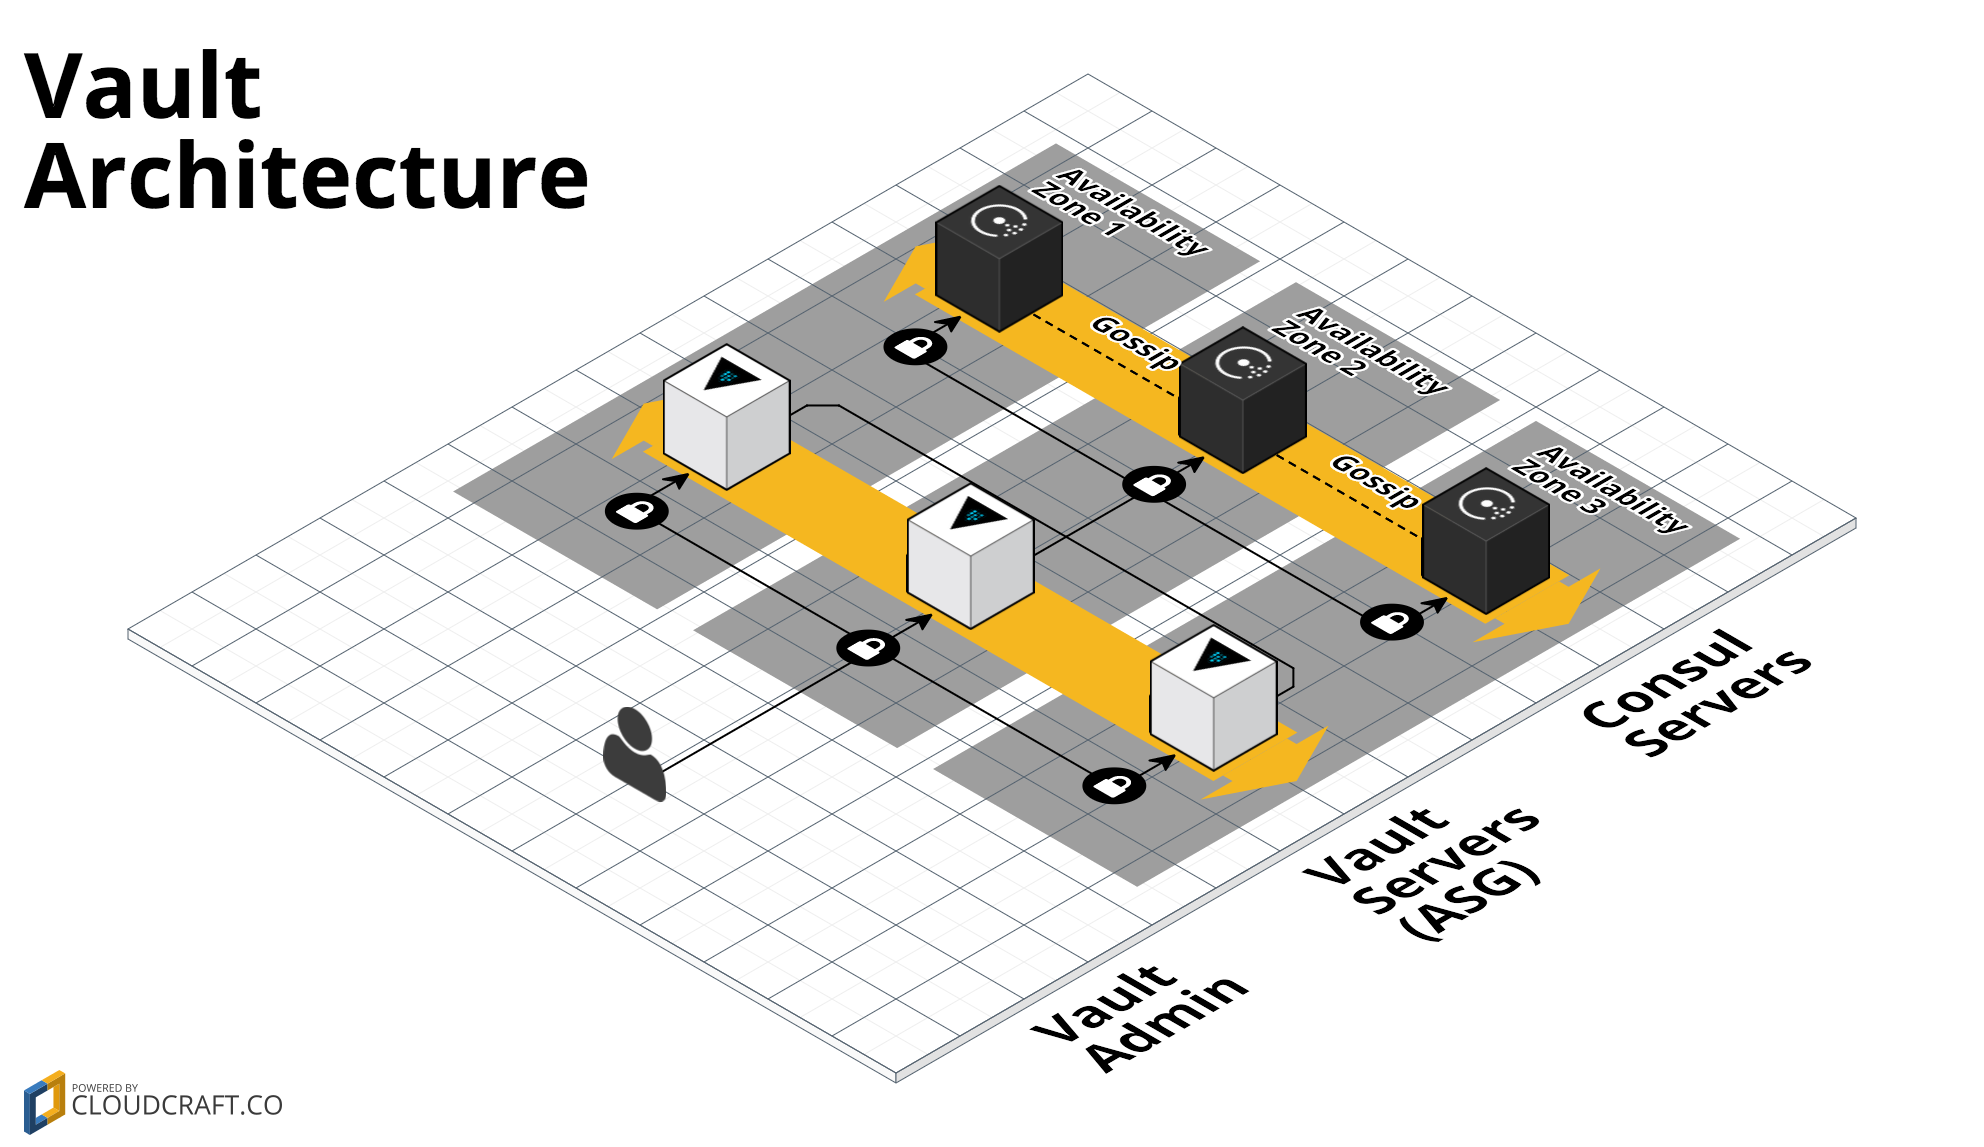 Vault
Architecture
Availability
Zone 1
Gossip
Availability
Zone 2
Gossip
Availability
Zone 3
Consul
Servers
Vault
Servers
(ASG)
Vault
Admin
POWERED BY
CLOUDCRAFT.CO